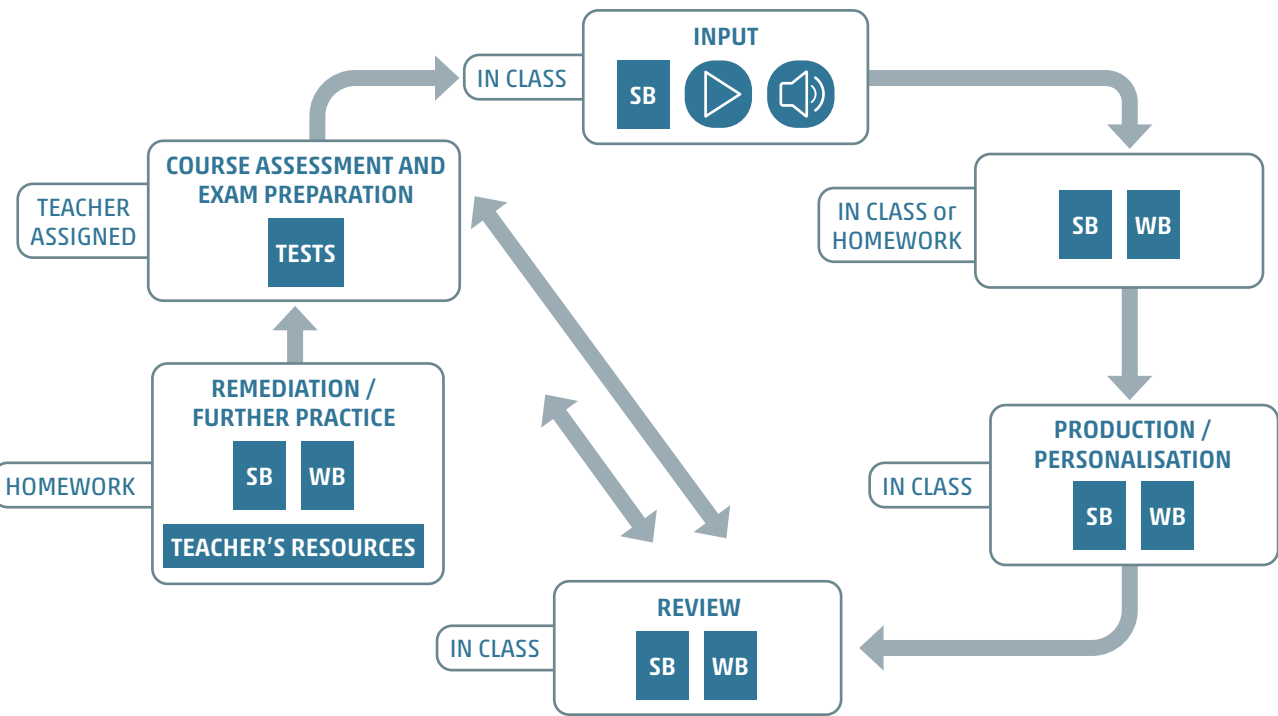 INPUT
IN CLASS
SB
IN CLASS or
HOMEWORK
SB WB
PRODUCTION /
PERSONALISATION
IN CLASS
SB WB
REVIEW
IN CLASS
SB WB
REMEDIATION /
FURTHER PRACTICE
HOMEWORK
SB WB
TEACHER’S RESOURCES
COURSE ASSESSMENT AND
EXAM PREPARATION
TEACHER
ASSIGNED
TESTS